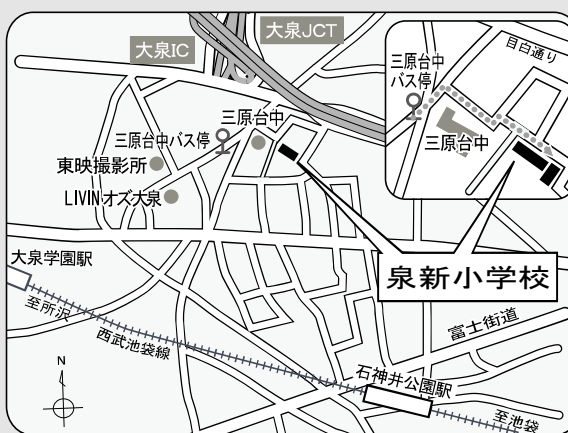 大泉IC
大泉JCT
目白通り
三原台中
バス停
三原台中
三原台中
三原台中バス停
東映撮影所
LIVINオズ大泉
泉新小学校
大泉学園駅
至所沢
西武池袋線
富士街道
石神井公園駅
至池袋
N